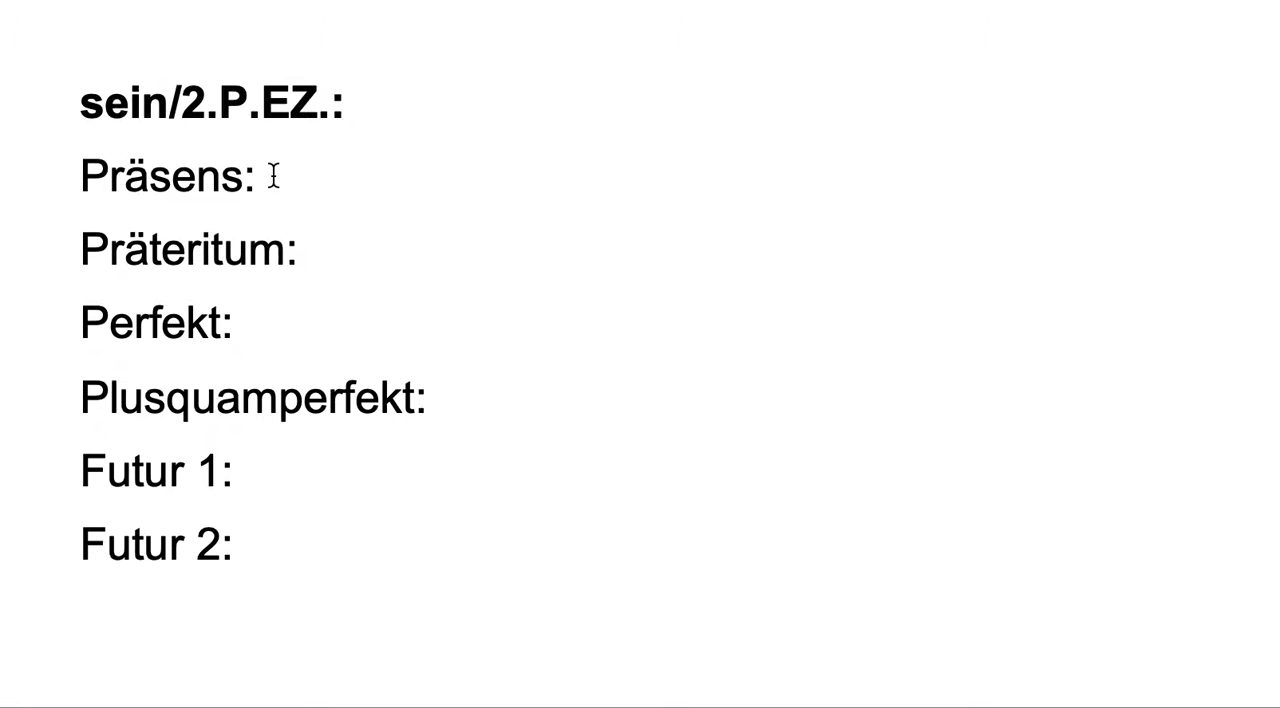 sein/2.P.EZ.:
Präsens:
Präteritum:
Perfekt:
Plusquamperfekt:
Futur 1:
Futur 2: